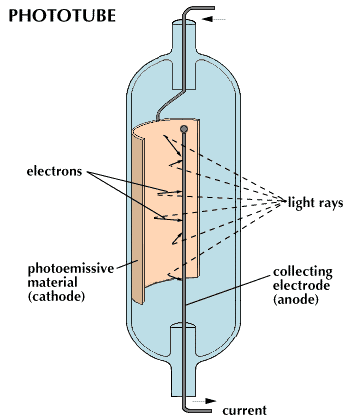 PHOTOTUBE
electrons
light rays
photoemissive
material
(cathode)
collecting
electrode
(anode)
current